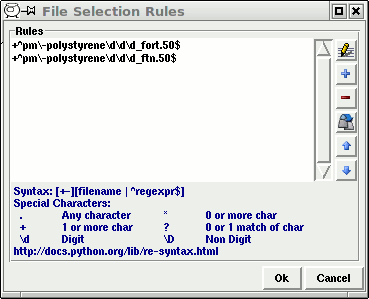 File Selection Rules
Rules
+^pm\-polystyrene\d\d\d_fort.50$
+^pm\-polystyrene\d\d\d_ftn.50$
Syntax: [+-][filename | ^regexpr$]
Special Characters:
. Any character * 0 or more char
+ 1 or more char ? 0 or 1 match of char
\d Digit \D Non Digit
http://docs.python.org/lib/re-syntax.html
Ok Cancel